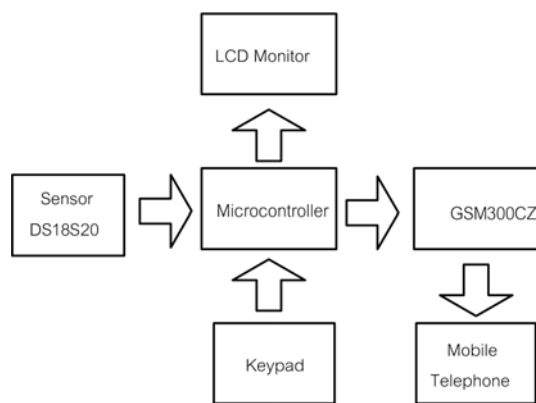 LCD Monitor
Sensor
DS18S20
Microcontroller
GSM300CZ
Keypad
Mobile
Telephone